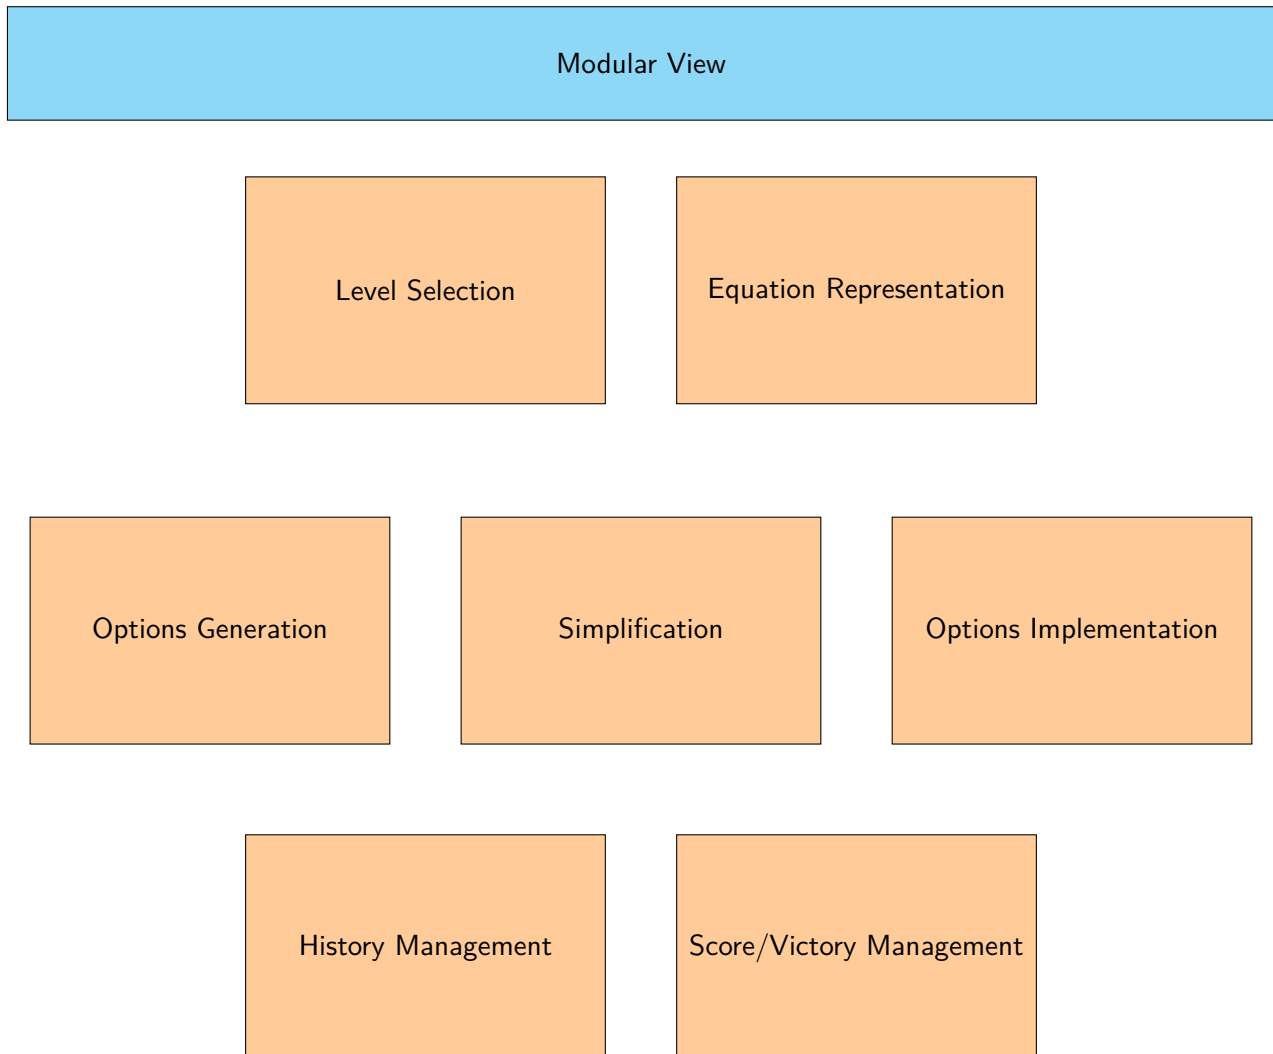 Modular View
Level Selection
Equation Representation
Options Generation
Simplification
Options Implementation
History Management
Score/Victory Management